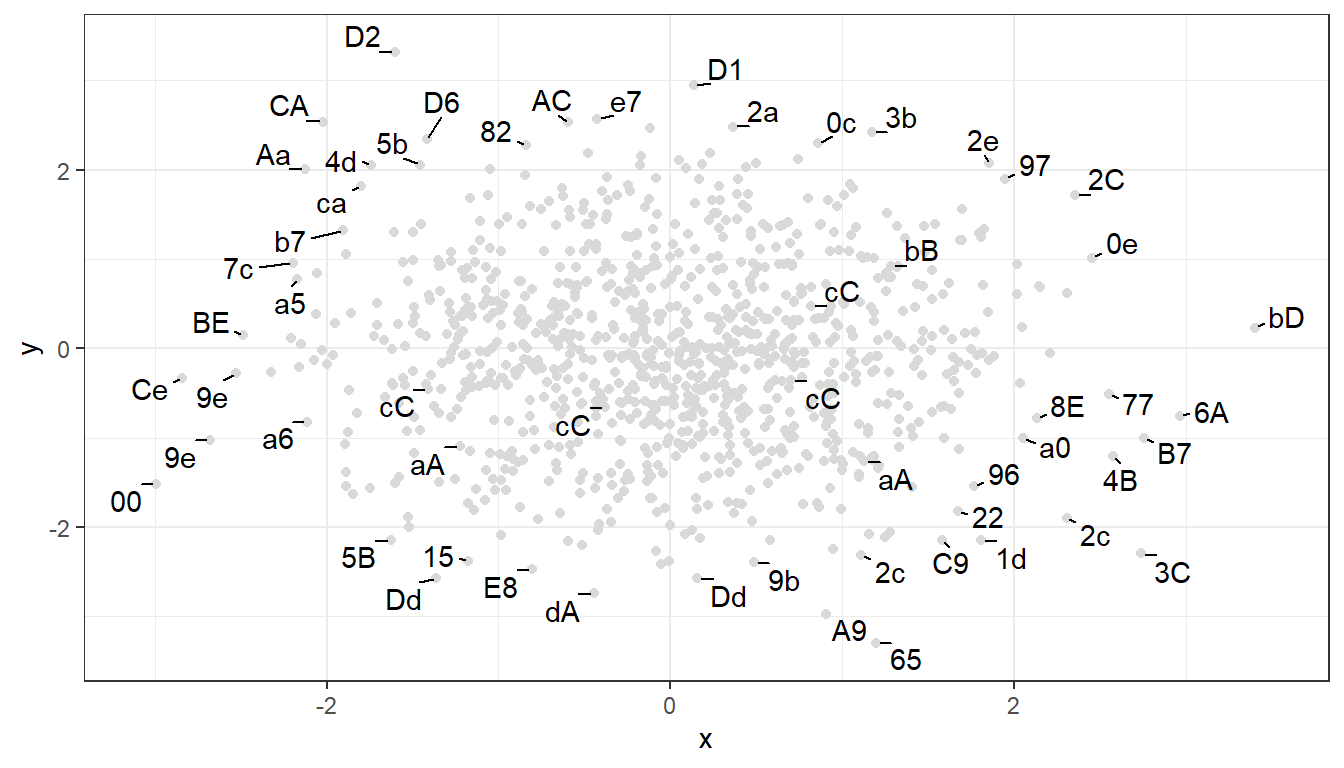 D2
D1
CA
D6
AC
e7
2a
0c
3b
82
5b
4d
Aa
2e
97
2C
ca
b7
7c
a5
bB
0e
cC
BE
bD
Ce
9e
cC
cC
cC
8E
77
6A
a6
9e
aA
aA
a0
B7
4B
96
00
22
2c
5B
15
Dd
E8
dA
Dd
9b
2c
C9
1d
3C
A9
65
2
0
-2
y
-2
0
2
x